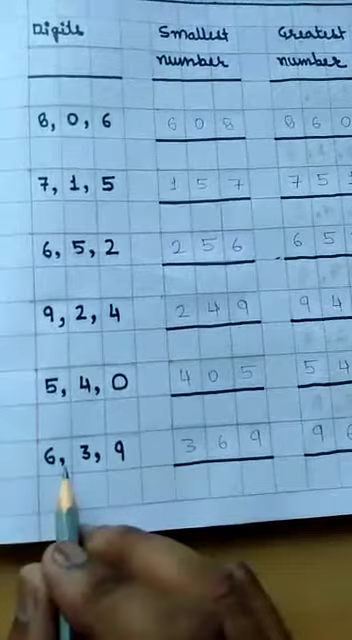 Digits Smallest number Greatest number
8, 0, 6 6 0 8 8 6 0
7, 1, 5 1 5 7 7 5 1
6, 5, 2 2 5 6 6 5
9, 2, 4 2 4 9 9 4
5, 4, 0 4 0 5 5 4
6, 3, 9 3 6 9 9 6